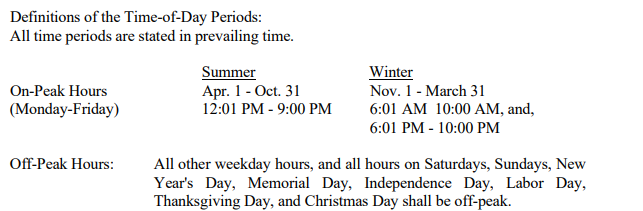 Definitions of the Time-of-Day Periods:
All time periods are stated in prevailing time.
Summer Winter
On-Peak Hours Apr. 1 - Oct. 31 Nov. 1 - March 31
(Monday-Friday) 12:01 PM - 9:00 PM 6:01 AM 10:00 AM, and,
6:01 PM - 10:00 PM
Off-Peak Hours: All other weekday hours, and all hours on Saturdays, Sundays, New
Year's Day, Memorial Day, Independence Day, Labor Day,
Thanksgiving Day, and Christmas Day shall be off-peak.